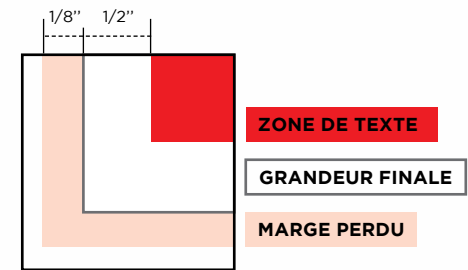 1/8’’ 1/2’’
ZONE DE TEXTE
GRANDEUR FINALE
MARGE PERDU